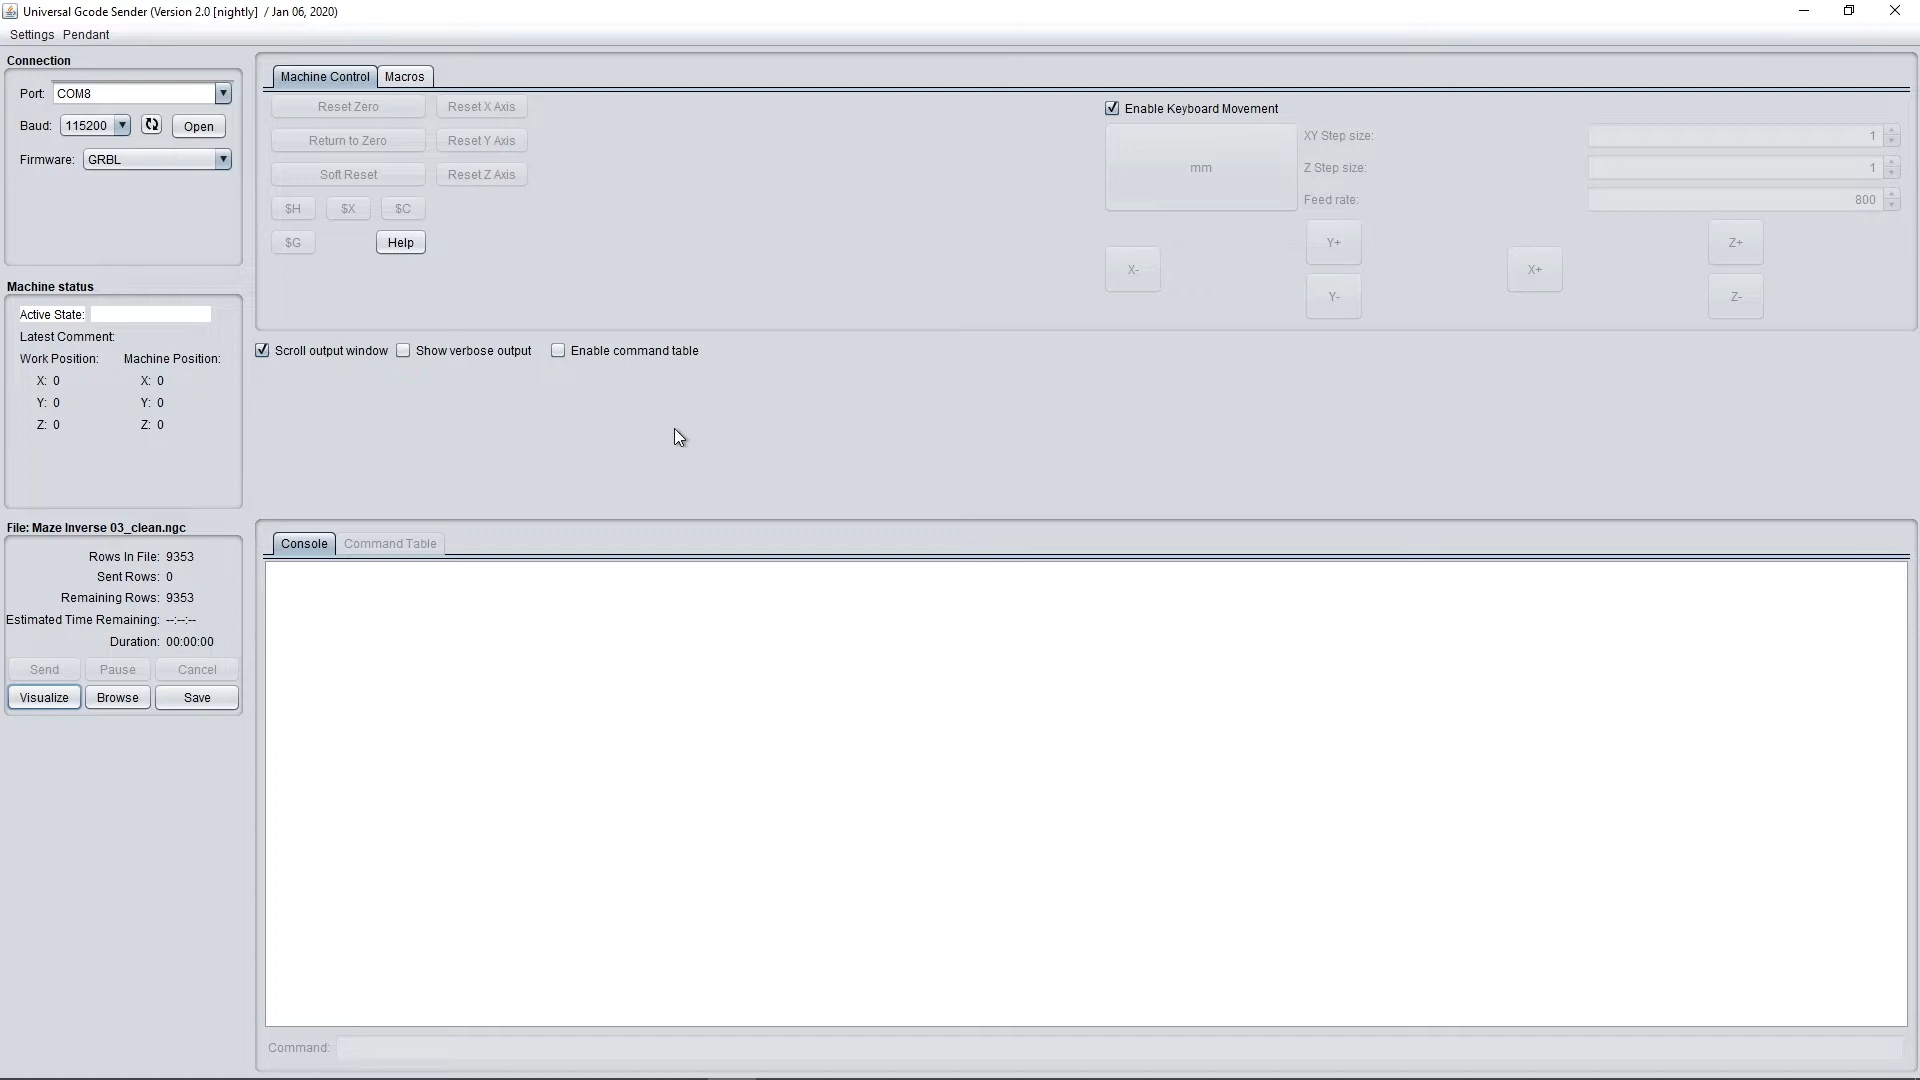 Universal Gcode Sender (Version 2.0 [nightly]  / Jan 06, 2020)
Settings Pendant
Connection
Port: COM8
Baud: 115200 Open
Firmware: GRBL
Machine Control Macros
Reset Zero Reset X Axis
Return to Zero Reset Y Axis
Soft Reset Reset Z Axis
$H $X $C
$G Help
Enable Keyboard Movement
mm
XY Step size: 1
Z Step size: 1
Feed rate: 800
Y+ Z+
X- X+
Y- Z-
Machine status
Active State:
Latest Comment:
Work Position: Machine Position:
X: 0 X: 0
Y: 0 Y: 0
Z: 0 Z: 0
Scroll output window Show verbose output Enable command table
File: Maze Inverse 03_clean.ngc
Rows In File: 9353
Sent Rows: 0
Remaining Rows: 9353
Estimated Time Remaining: --:--:--
Duration: 00:00:00
Send Pause Cancel
Visualize Browse Save
Console Command Table
Command: